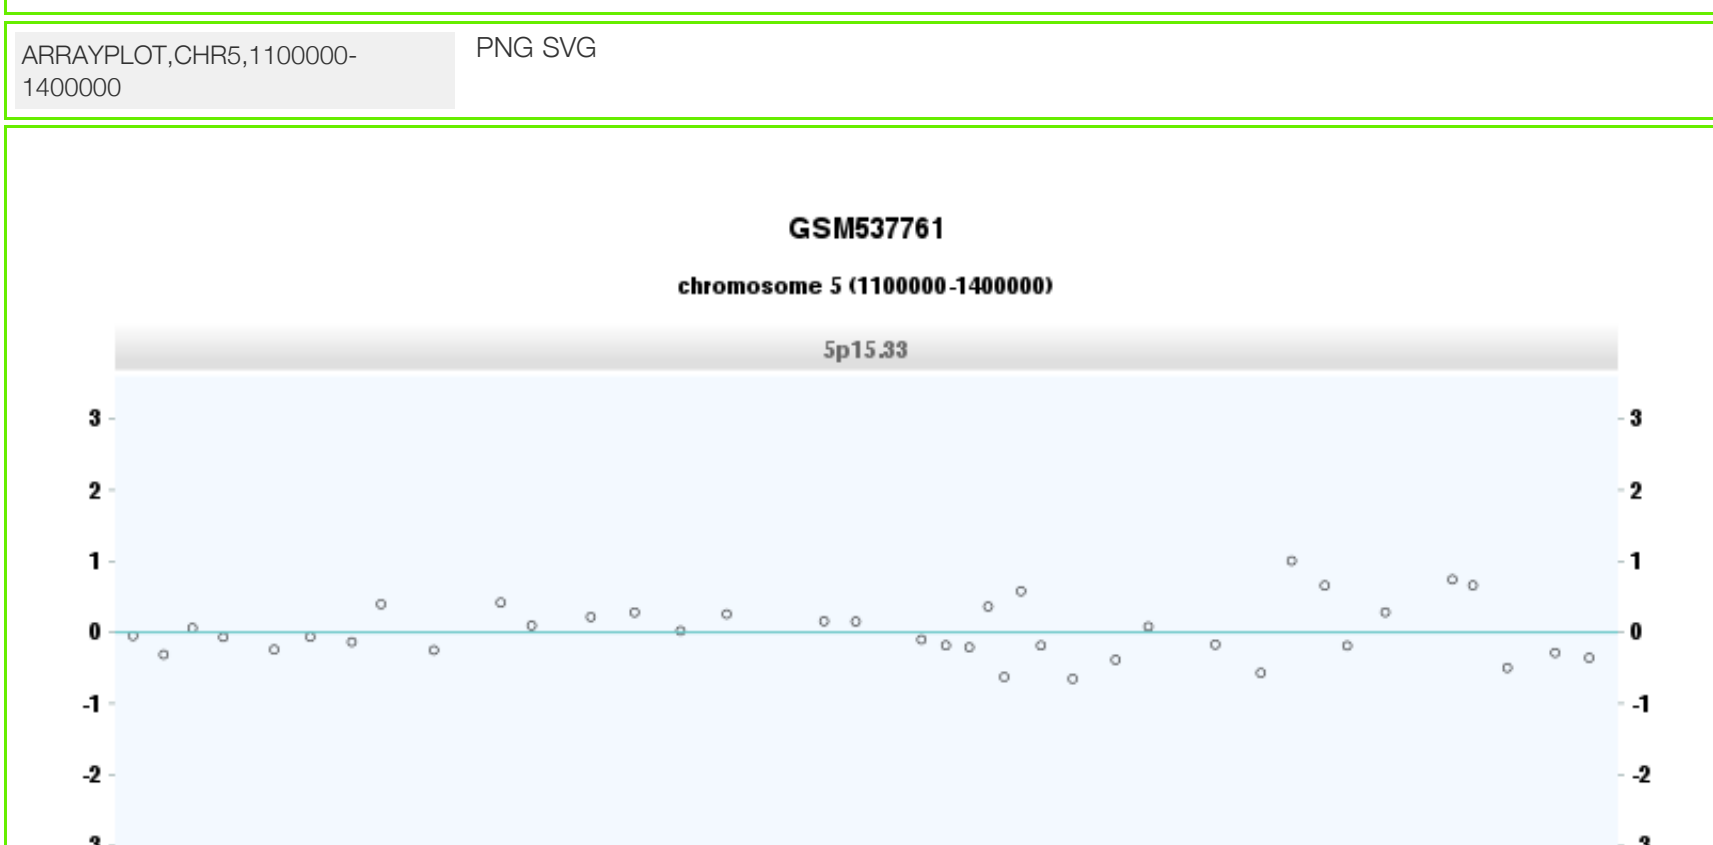 ARRAYPLOT,CHR5,1100000-
1400000
PNG SVG
GSM537761
chromosome 5 (1100000-1400000)
5p15.33
3 3
2 2
1 1
0 0
-1 -1
-2 -2